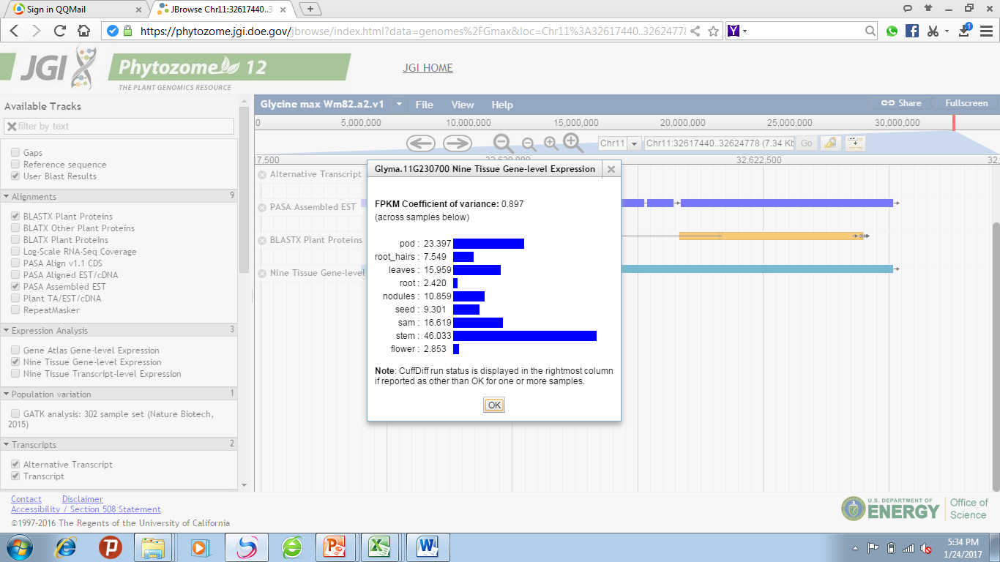 Sign in QQMail
JBrowse Chr11:32617440..3
https://phytozome.jgi.doe.gov/jbrowse/index.html?data=genomes%2FGmax&loc=Chr11%3A32617440..32624778
1
JGI
Phytozome 12
THE PLANT GENOMICS RESOURCE
JGI HOME
Available Tracks
filter by text
Gaps
Reference sequence
User Blast Results
Alignments 9
BLASTX Plant Proteins
BLATX Other Plant Proteins
BLATX Plant Proteins
Log-Scale RNA-Seq Coverage
PASA Align v1.1 CDS
PASA Aligned EST/cDNA
PASA Assembled EST
Plant TA/EST/cDNA
RepeatMasker
Expression Analysis 3
Gene Atlas Gene-level Expression
Nine Tissue Gene-level Expression
Nine Tissue Transcript-level Expression
Population variation 1
GATK analysis: 302 sample set (Nature Biotech,
2015)
Transcripts 2
Alternative Transcript
Transcript
Glycine max Wm82.a2.v1 File View Help Share Fullscreen
0 5,000,000 10,000,000 15,000,000 20,000,000 25,000,000 30,000,000
Chr11 Chr11:32617440..32624778 (7.34 Kb Go
7,500 32,620,000 32,622,500 32,
Alternative Transcript
PASA Assembled EST
BLASTX Plant Proteins
Nine Tissue Gene-level
Glyma.11G230700 Nine Tissue Gene-level Expression
FPKM Coefficient of variance: 0.897
(across samples below)
pod : 23.397
root_hairs : 7.549
leaves : 15.959
root : 2.420
nodules : 10.859
seed : 9.301
sam : 16.619
stem : 46.033
flower : 2.853
Note: CuffDiff run status is displayed in the rightmost column
if reported as other than OK for one or more samples.
OK
Contact Disclaimer
Accessibility / Section 508 Statement
©1997-2016 The Regents of the University of California
U.S. DEPARTMENT OF
ENERGY
Office of
Science
5:34 PM
1/24/2017